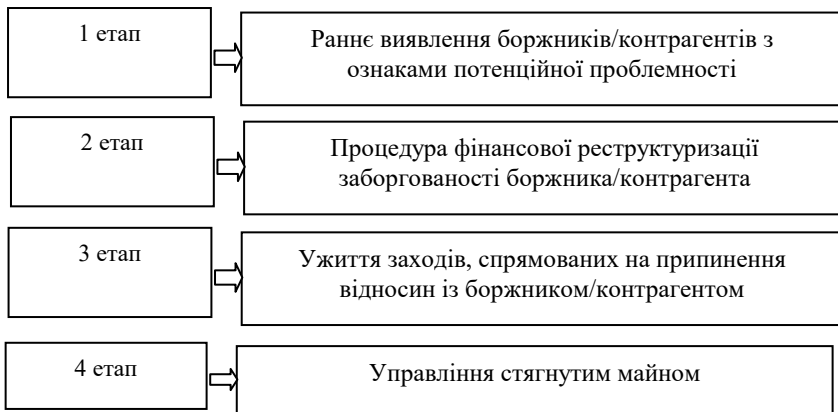 1 етап
Раннє виявлення боржників/контрагентів з
ознаками потенційної проблемності
2 етап
Процедура фінансової реструктуризації
заборгованості боржника/контрагента
3 етап
Ужиття заходів, спрямованих на припинення
відносин із боржником/контрагентом
4 етап
Управління стягнутим майном